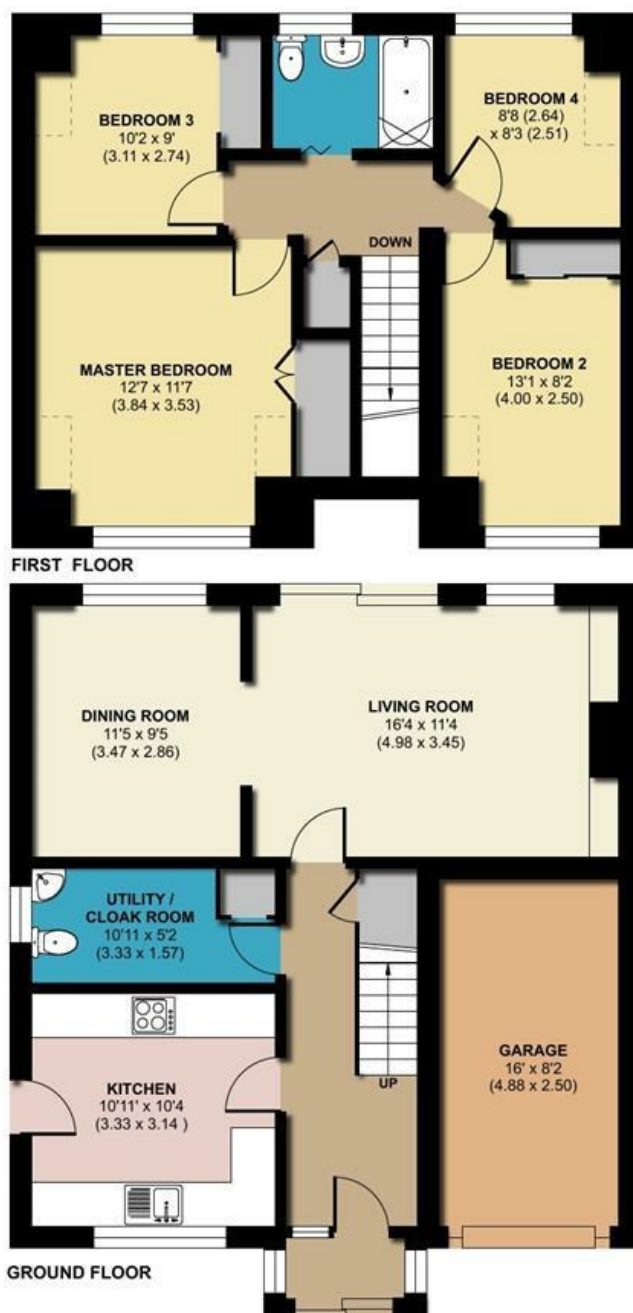 BEDROOM 3
10'2 x 9'
(3.11 x 2.74)
BEDROOM 4
8'8 (2.64)
x 8'3 (2.51)
DOWN
MASTER BEDROOM
12'7 x 11'7
(3.84 x 3.53)
BEDROOM 2
13'1 x 8'2
(4.00 x 2.50)
FIRST FLOOR
DINING ROOM
11'5 x 9'5
(3.47 x 2.86)
LIVING ROOM
16'4 x 11'4
(4.98 x 3.45)
UTILITY /
CLOAK ROOM
10'11 x 5'2
(3.33 x 1.57)
KITCHEN
10'11' x 10'4
(3.33 x 3.14 )
UP
GARAGE
16' x 8'2
(4.88 x 2.50)
GROUND FLOOR